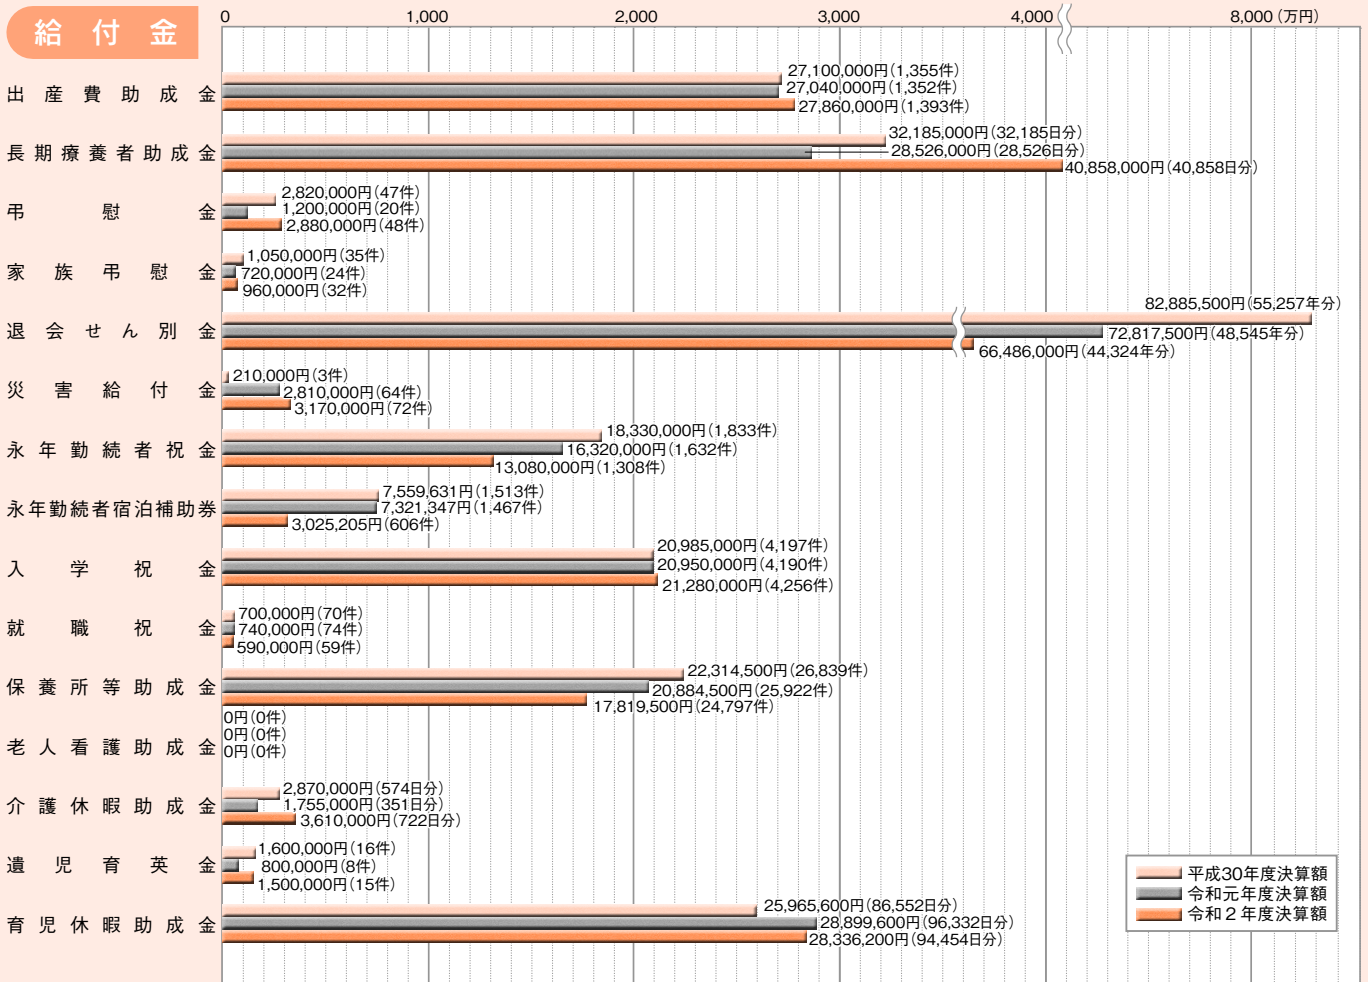 給付金
0 1,000 2,000 3,000 4,000 8,000（万円）
出産費助成金
27,100,000円（1,355件）
27,040,000円（1,352件）
27,860,000円（1,393件）
長期療養者助成金
32,185,000円（32,185日分）
28,526,000円（28,526日分）
40,858,000円（40,858日分）
弔慰金
2,820,000円（47件）
1,200,000円（20件）
2,880,000円（48件）
家族弔慰金
1,050,000円（35件）
720,000円（24件）
960,000円（32件）
退会せん別金
82,885,500円（55,257年分）
72,817,500円（48,545年分）
66,486,000円（44,324年分）
災害給付金
210,000円（3件）
2,810,000円（64件）
3,170,000円（72件）
永年勤続者祝金
18,330,000円（1,833件）
16,320,000円（1,632件）
13,080,000円（1,308件）
永年勤続者宿泊補助券
7,559,631円（1,513件）
7,321,347円（1,467件）
3,025,205円（606件）
入学祝金
20,985,000円（4,197件）
20,950,000円（4,190件）
21,280,000円（4,256件）
就職祝金
700,000円（70件）
740,000円（74件）
590,000円（59件）
保養所等助成金
22,314,500円（26,839件）
20,884,500円（25,922件）
17,819,500円（24,797件）
老人看護助成金
0円（0件）
0円（0件）
0円（0件）
介護休暇助成金
2,870,000円（574日分）
1,755,000円（351日分）
3,610,000円（722日分）
遺児育英金
1,600,000円（16件）
800,000円（8件）
1,500,000円（15件）
育児休暇助成金
25,965,600円（86,552日分）
28,899,600円（96,332日分）
28,336,200円（94,454日分）
平成30年度決算額
令和元年度決算額
令和２年度決算額